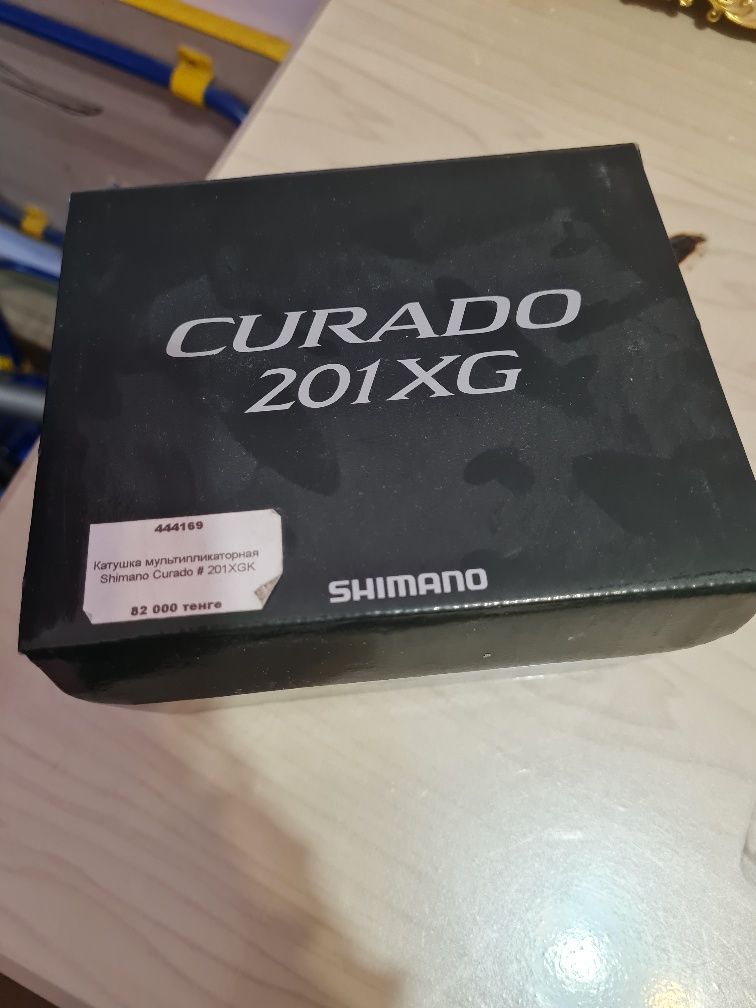 CURADO
201XG
444169
Катушка мультипликаторная
Shimano Curado # 201XGK
82 000 тенге
SHIMANO